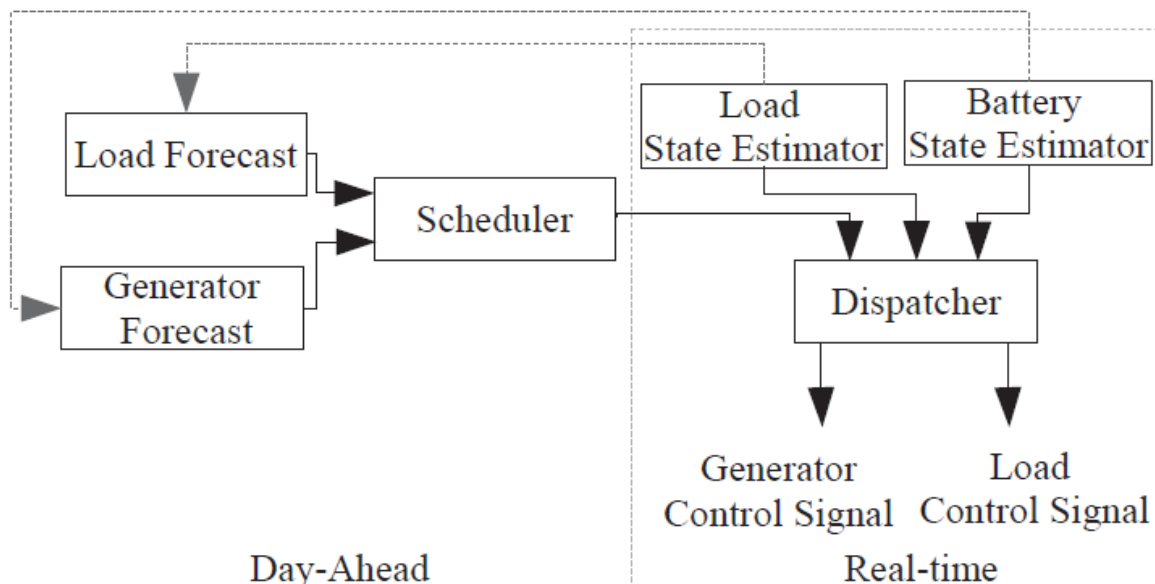 Load
State Estimator
Battery
State Estimator
Load Forecast
Scheduler
Generator
Forecast
Dispatcher
Generator
Control Signal
Load
Control Signal
Day-Ahead
Real-time